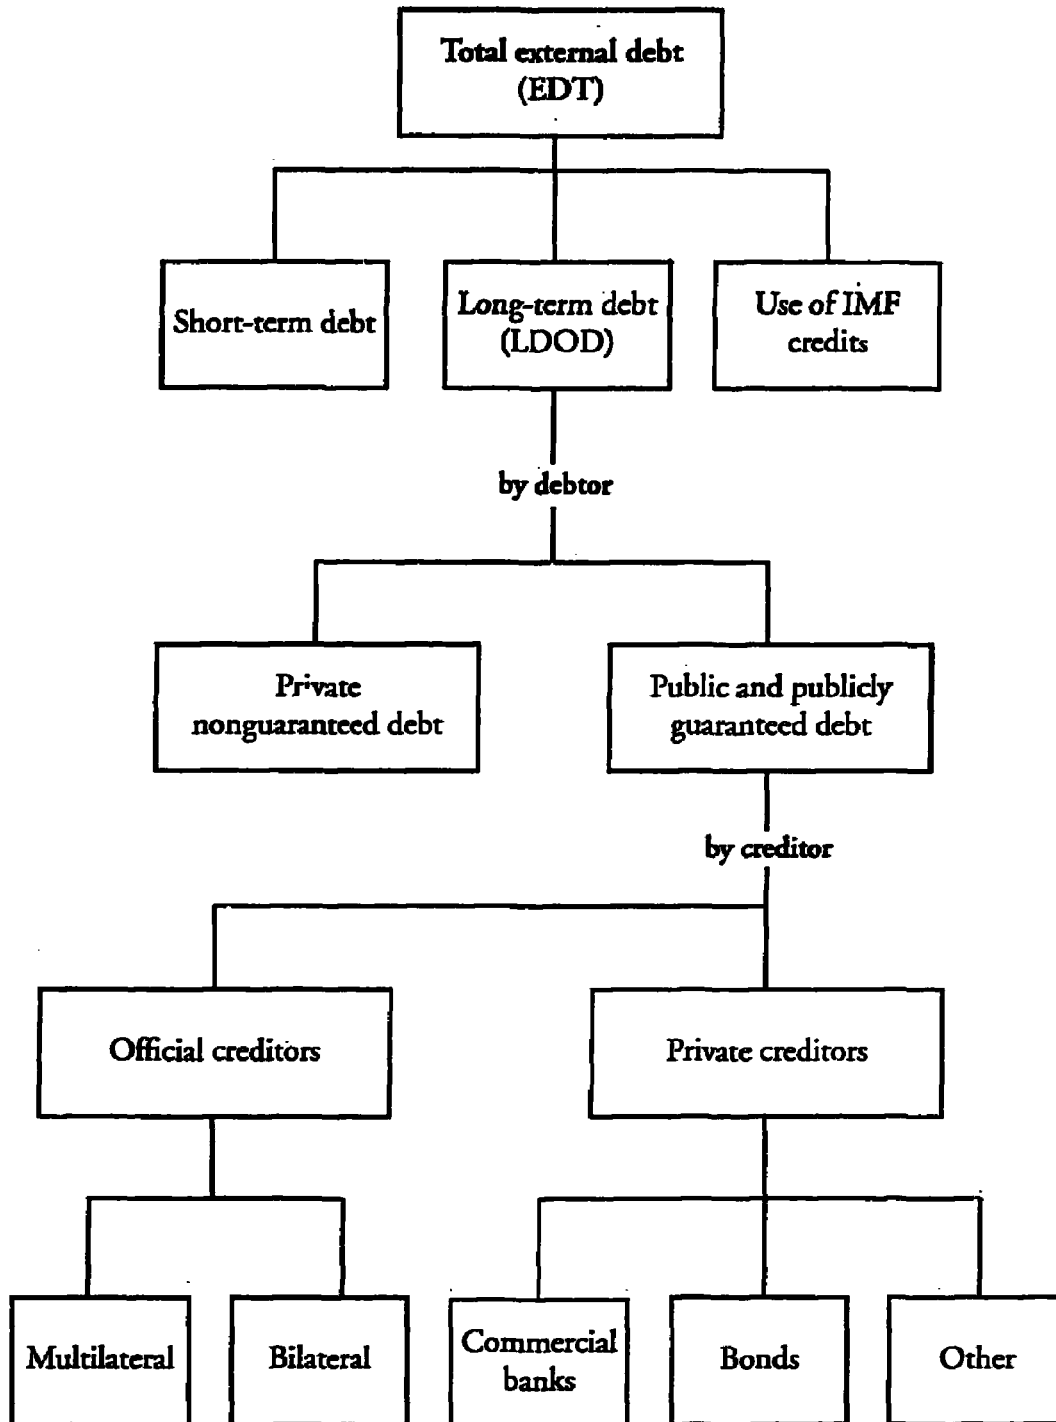 Total external debt
(EDT)
Short-term debt
Long-term debt
(LDOD)
Use of IMF
credits
by debtor
Private
nonguaranteed debt
Public and publicly
guaranteed debt
by creditor
Official creditors
Private creditors
Multilateral
Bilateral
Commercial
banks
Bonds
Other